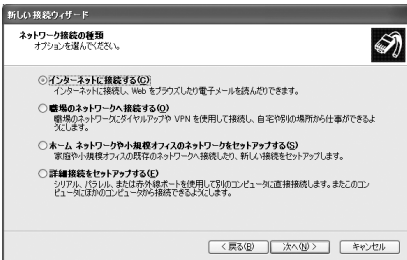 新しい接続ウィザード
ネットワーク接続の種類
オプションを選んでください。
インターネットに接続する(C)
インターネットに接続し、Web をブラウズしたり電子メールを読んだりできます。
職場のネットワークへ接続する(O)
職場のネットワークにダイヤルアップや VPN を使用して接続し、自宅や別の場所から仕事ができるよ
うにします。
ホーム ネットワークや小規模オフィスのネットワークをセットアップする(S)
家庭や小規模オフィスの既存のネットワークへ接続したり、新しい接続をセットアップします。
詳細接続をセットアップする(E)
シリアル、パラレル、または赤外線ポートを使用して別のコンピュータに直接接続します。またこのコン
ピュータにほかのコンピュータから接続できるようにします。
< 戻る(B)
次へ(N) >
キャンセル